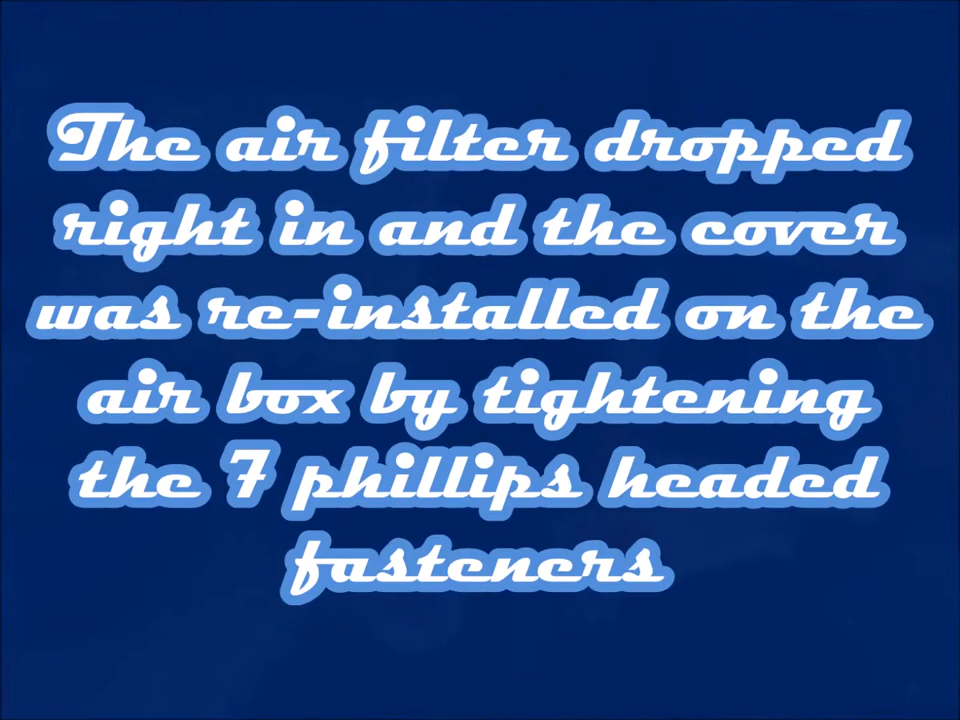 The air filter dropped
right in and the cover
was re-installed on the
air box by tightening
the 7 phillips headed
fasteners